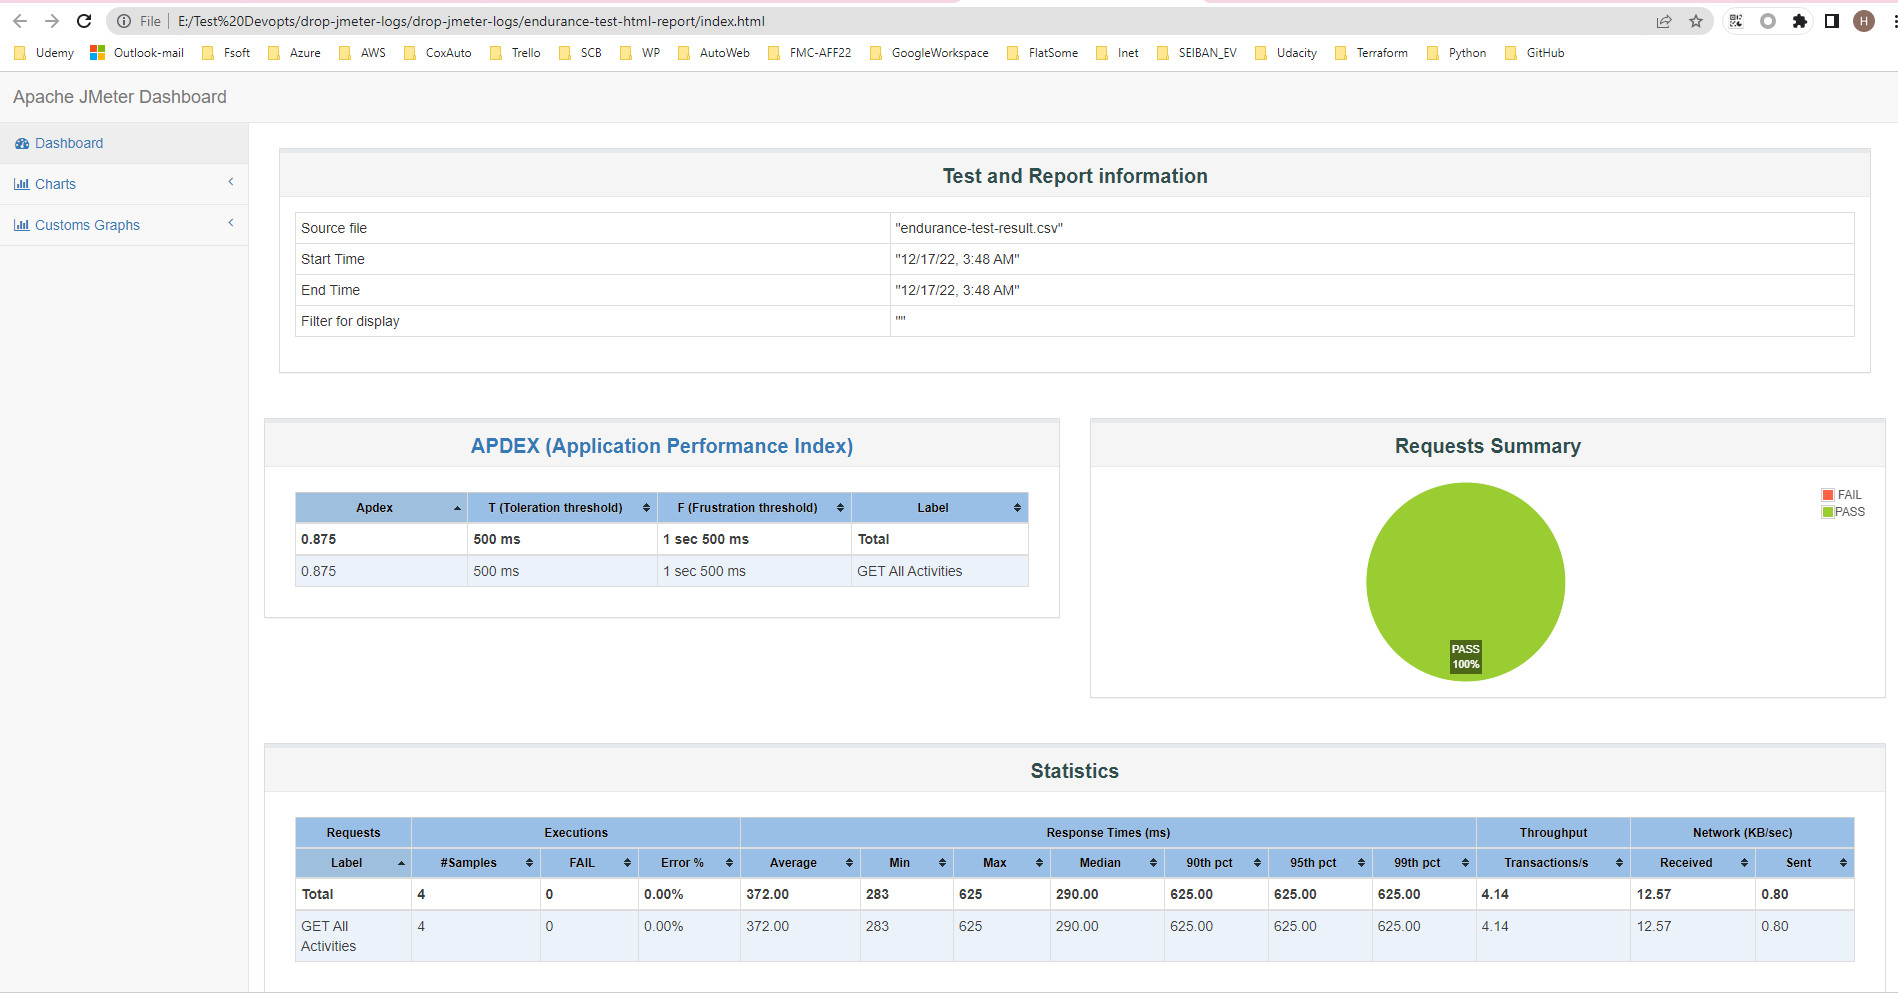 File E:/Test%20Devopts/drop-jmeter-logs/drop-jmeter-logs/endurance-test-html-report/index.html H
Udemy Outlook-mail Fsoft Azure AWS CoxAuto Trello SCB WP AutoWeb FMC-AFF22 GoogleWorkspace FlatSome Inet SEIBAN_EV Udacity Terraform Python GitHub
Apache JMeter Dashboard
Dashboard
Charts
Customs Graphs
Test and Report information
Source file "endurance-test-result.csv"
Start Time "12/17/22, 3:48 AM"
End Time "12/17/22, 3:48 AM"
Filter for display ""
APDEX (Application Performance Index)
Apdex T (Toleration threshold) F (Frustration threshold) Label
0.875 500 ms 1 sec 500 ms Total
0.875 500 ms 1 sec 500 ms GET All Activities
Requests Summary
FAIL
PASS
PASS
100%
Statistics
Requests Executions Response Times (ms) Throughput Network (KB/sec)
Label #Samples FAIL Error % Average Min Max Median 90th pct 95th pct 99th pct Transactions/s Received Sent
Total 4 0 0.00% 372.00 283 625 290.00 625.00 625.00 625.00 4.14 12.57 0.80
GET All 4 0 0.00% 372.00 283 625 290.00 625.00 625.00 625.00 4.14 12.57 0.80
Activities